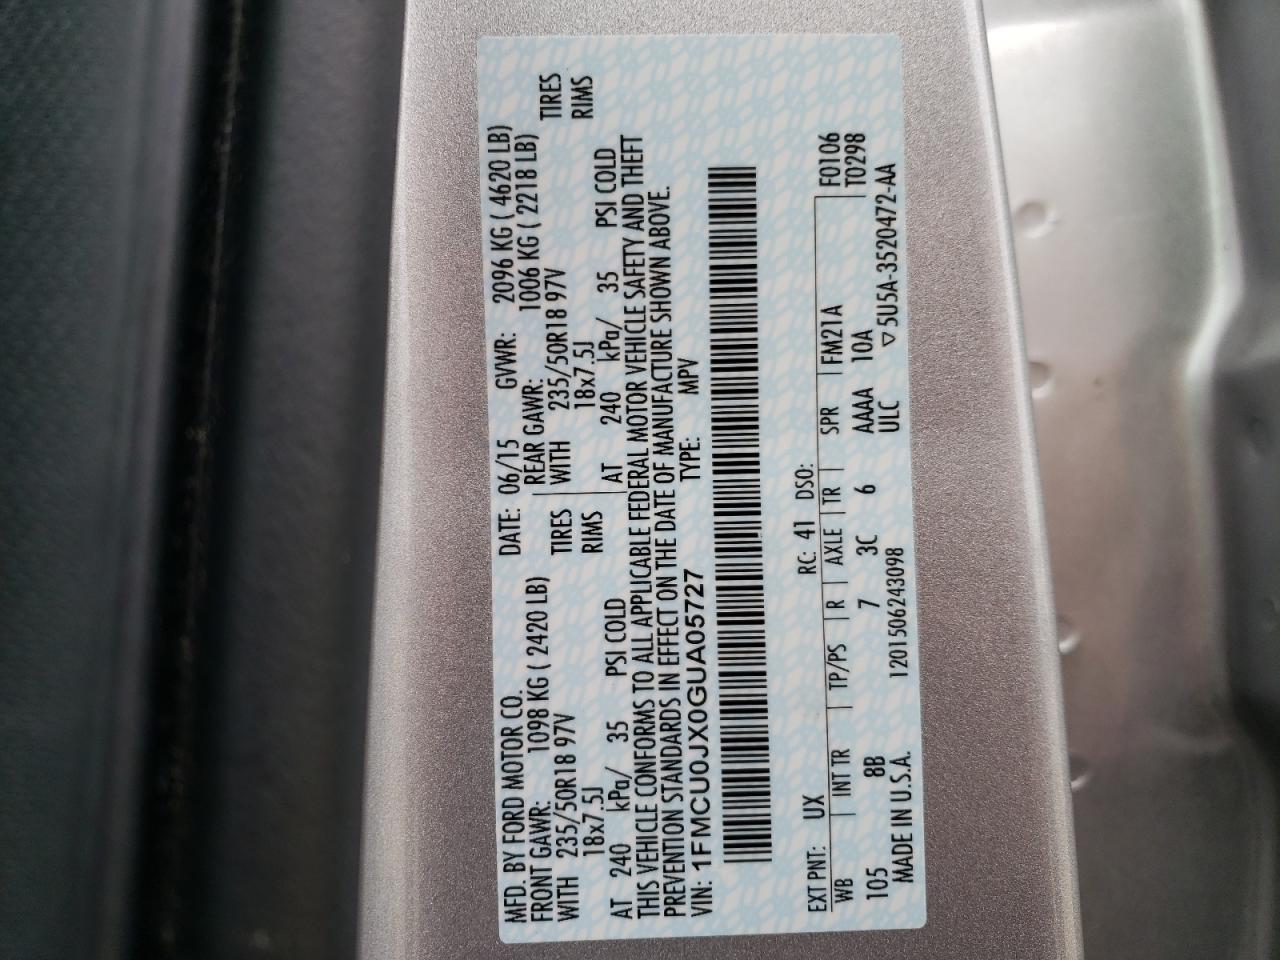 MFD. BY FORD MOTOR CO. DATE: 06/15 GVWR: 2096 KG ( 4620 LB)
FRONT GAWR: 1098 KG ( 2420 LB) REAR GAWR: 1006 KG ( 2218 LB)
WITH 235/50R18 97V TIRES WITH 235/50R18 97V TIRES
18x7.5J RIMS 18x7.5J RIMS
AT 240 kPa/ 35 PSI COLD AT 240 kPa/ 35 PSI COLD
THIS VEHICLE CONFORMS TO ALL APPLICABLE FEDERAL MOTOR VEHICLE SAFETY AND THEFT
PREVENTION STANDARDS IN EFFECT ON THE DATE OF MANUFACTURE SHOWN ABOVE.
VIN: 1FMCU0JX0GUA05727 TYPE: MPV
EXT PNT: UX RC: 41 DSO: F0106
WB INT TR TP/PS R AXLE TR SPR FM21A T0298
105 8B 7 3C 6 AAAA 10A
ULC ▽5U5A-3520472-AA
MADE IN U.S.A. 1201506243098